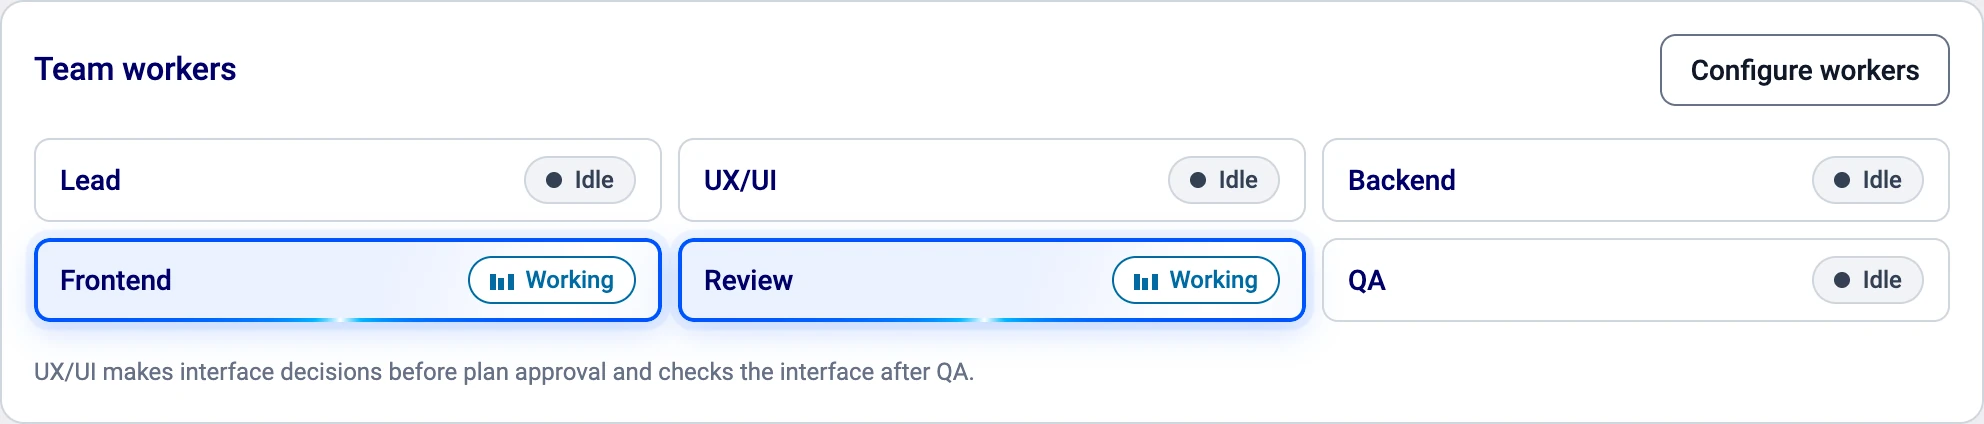 Team workers
Configure workers
Lead
Idle
UX/UI
Idle
Backend
Idle
Frontend
Working
Review
Working
QA
Idle
UX/UI makes interface decisions before plan approval and checks the interface after QA.